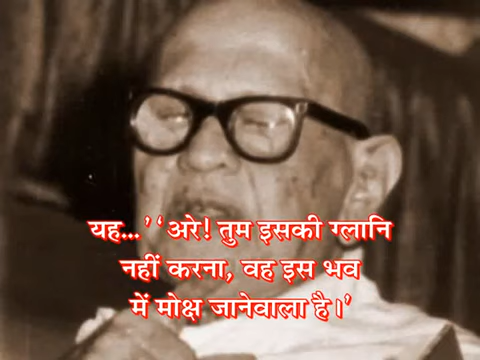 यह...'‘अरे! तुम इसकी ग्लानि
नहीं करना, वह इस भव
में मोक्ष जानेवाला है।’